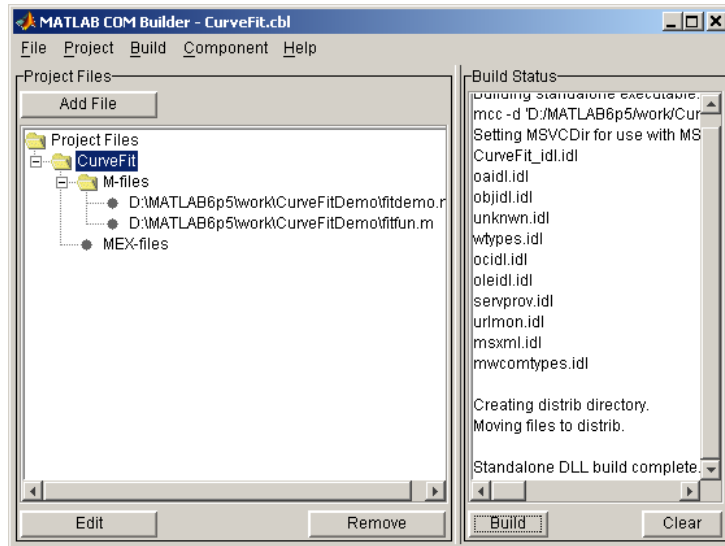 MATLAB COM Builder - CurveFit.cbl
File Project Build Component Help
Project Files
Add File
Project Files
CurveFit
M-files
D:\MATLAB6p5\work\CurveFitDemo\fitdemo.
D:\MATLAB6p5\work\CurveFitDemo\fitfun.m
MEX-files
Edit
Remove
Build Status
Building standalone executable.
mcc -d 'D:/MATLAB6p5/work/Cur
Setting MSVCDir for use with MS
CurveFit_idl.idl
oaidl.idl
objidl.idl
unknwn.idl
wtypes.idl
ocidl.idl
oleidl.idl
servprov.idl
urlmon.idl
msxml.idl
mwcomtypes.idl
Creating distrib directory.
Moving files to distrib.
Standalone DLL build complete.
Build
Clear